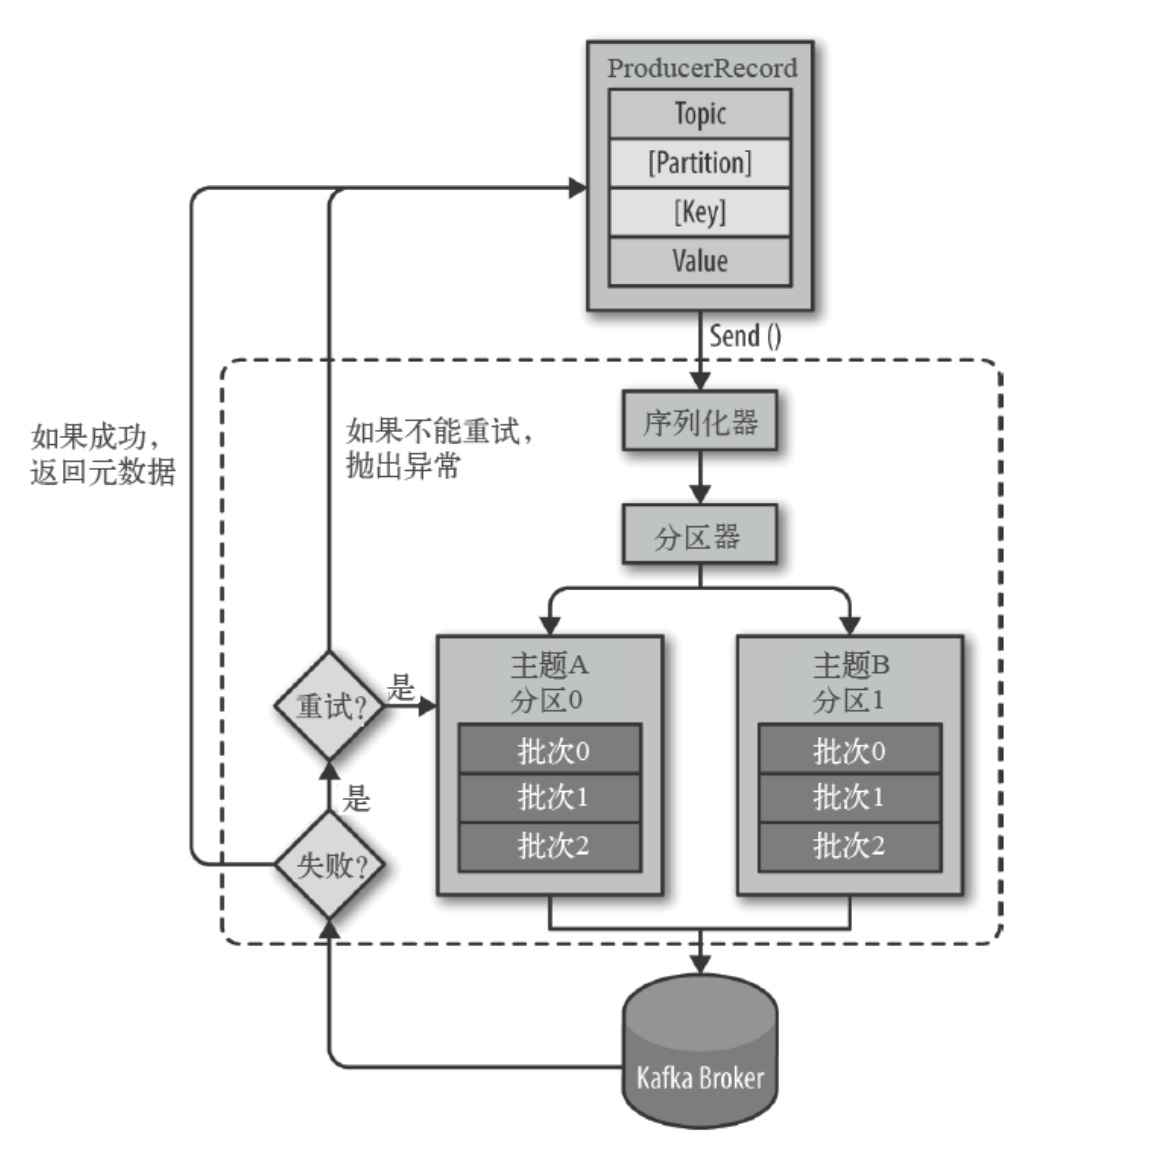 ProducerRecord
Topic
[Partition]
[Key]
Value
Send ()
序列化器
分区器
如果成功，
返回元数据
如果不能重试，
抛出异常
主题A
分区0
批次0
批次1
批次2
主题B
分区1
批次0
批次1
批次2
重试?
是
是
失败?
Kafka Broker